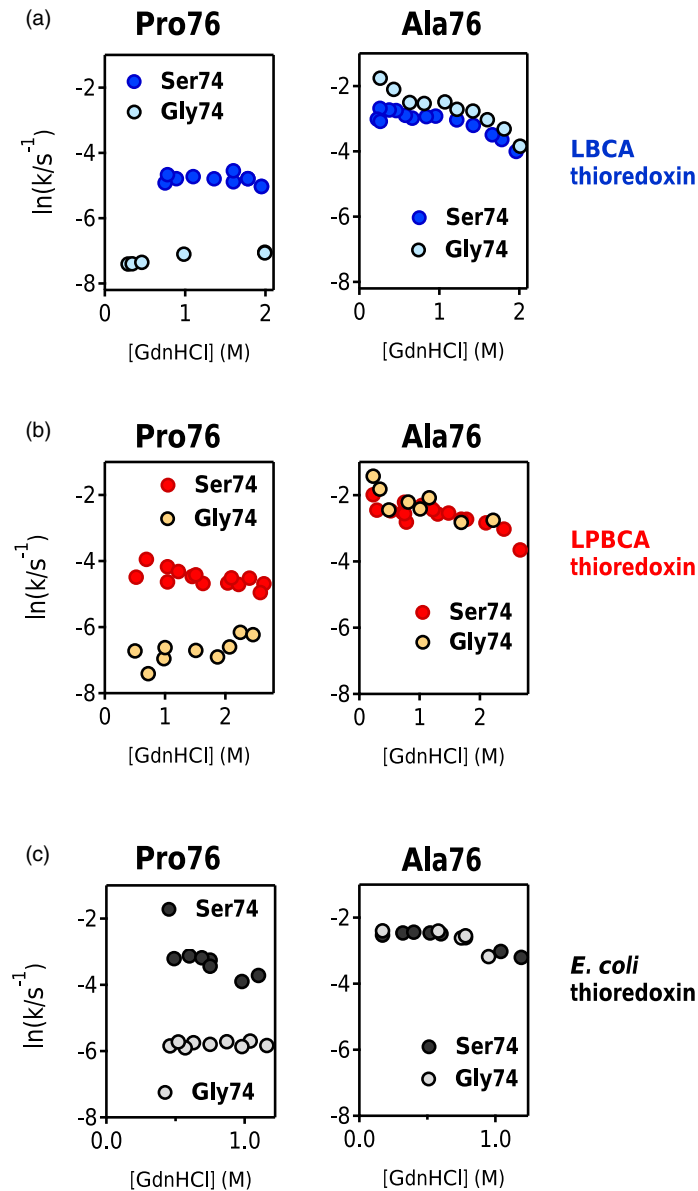 (a)
Pro76
Ala76
ln(k/s⁻¹)
-2
-4
-6
-8
Ser74
Gly74
0
1
2
[GdnHCl] (M)
-2
-4
-6
-8
Ser74
Gly74
0
1
2
[GdnHCl] (M)
LBCA
thioredoxin
(b)
Pro76
Ala76
ln(k/s⁻¹)
-2
-4
-6
-8
Ser74
Gly74
0
1
2
[GdnHCl] (M)
-2
-4
-6
-8
Ser74
Gly74
0
1
2
[GdnHCl] (M)
LPBCA
thioredoxin
(c)
Pro76
Ala76
ln(k/s⁻¹)
-2
-4
-6
-8
Ser74
Gly74
0.0
1.0
[GdnHCl] (M)
-2
-4
-6
-8
Ser74
Gly74
0.0
1.0
[GdnHCl] (M)
E. coli
thioredoxin